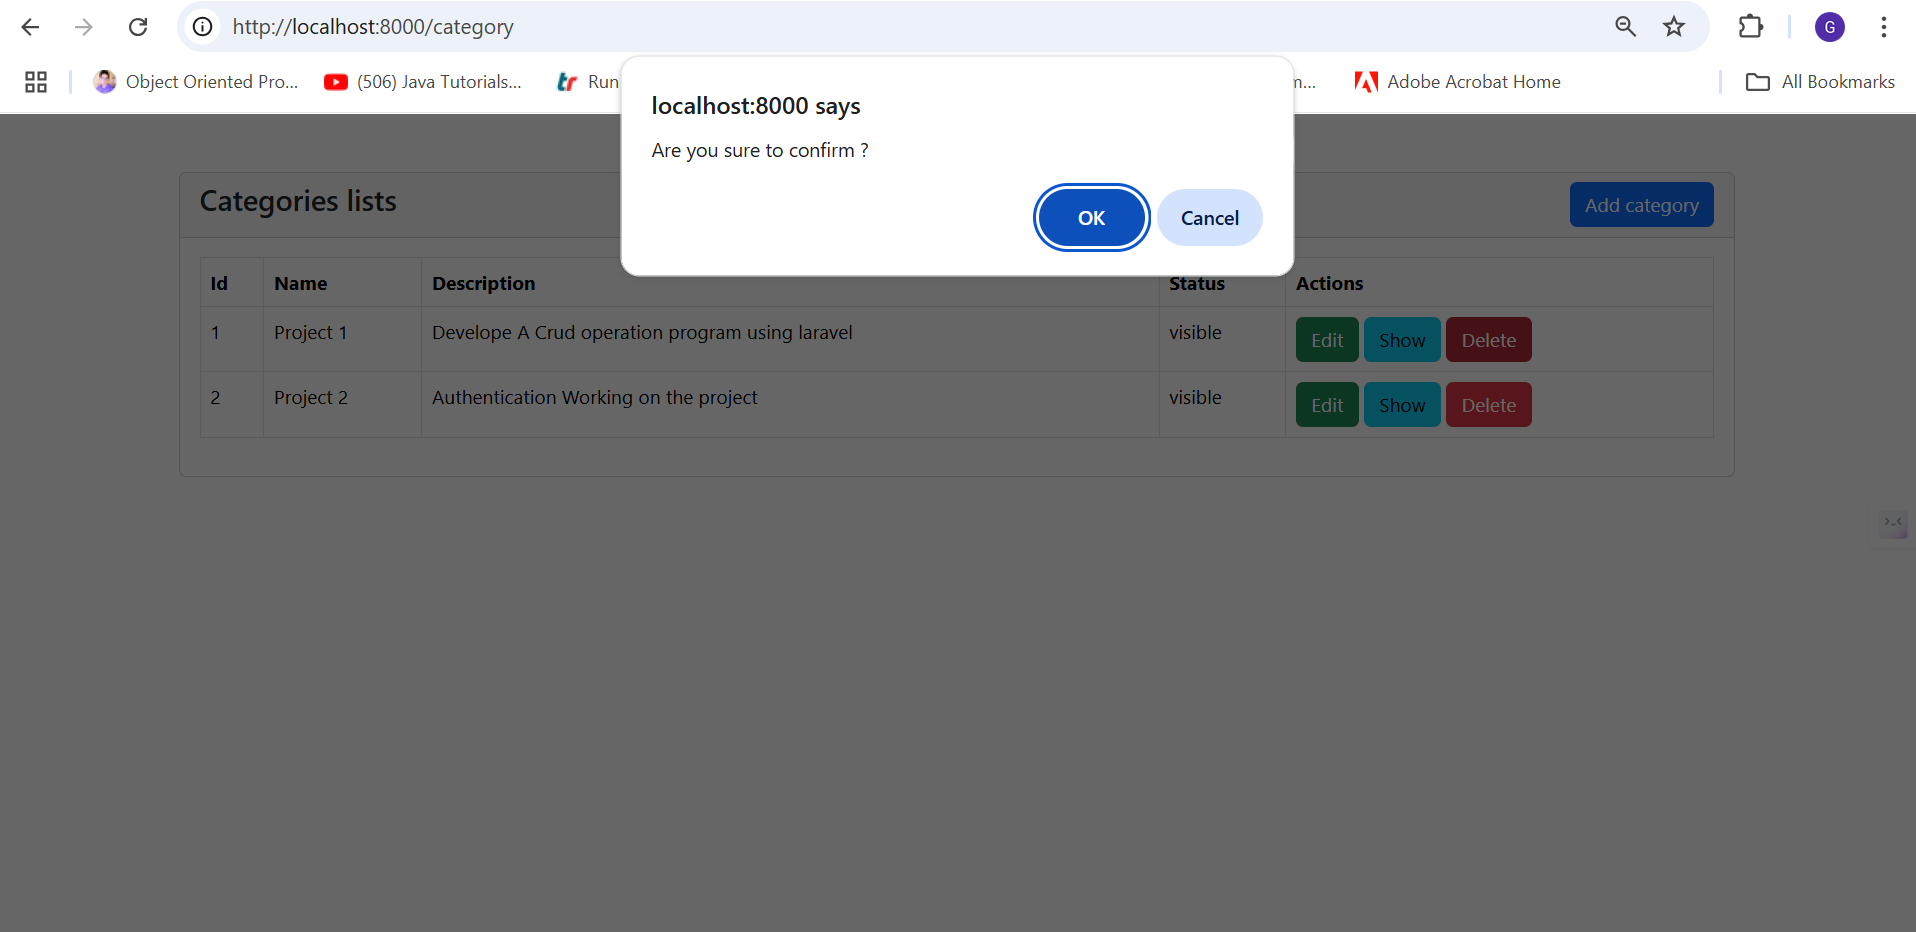 http://localhost:8000/category
G
Object Oriented Pro...
(506) Java Tutorials...
tr Run
n...
Adobe Acrobat Home
All Bookmarks
localhost:8000 says
Are you sure to confirm ?
OK
Cancel
Categories lists
Add category
Id Name Description Status Actions
1 Project 1 Develope A Crud operation program using laravel visible Edit Show Delete
2 Project 2 Authentication Working on the project visible Edit Show Delete